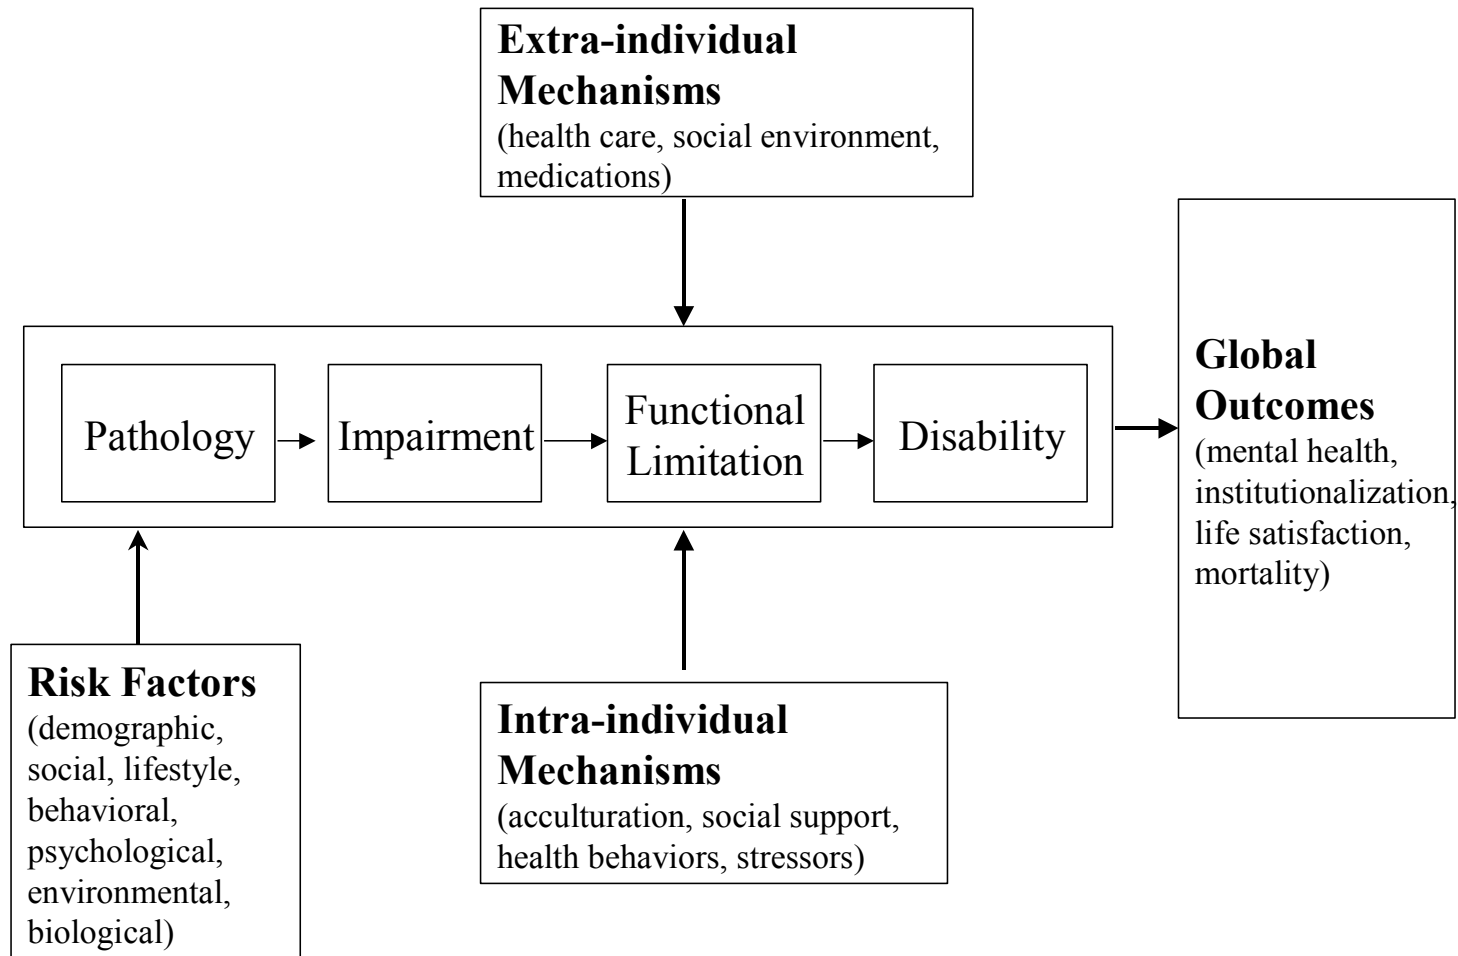 Extra-individual
Mechanisms
(health care, social environment,
medications)
Pathology
Impairment
Functional
Limitation
Disability
Global
Outcomes
(mental health,
institutionalization,
life satisfaction,
mortality)
Risk Factors
(demographic,
social, lifestyle,
behavioral,
psychological,
environmental,
biological)
Intra-individual
Mechanisms
(acculturation, social support,
health behaviors, stressors)